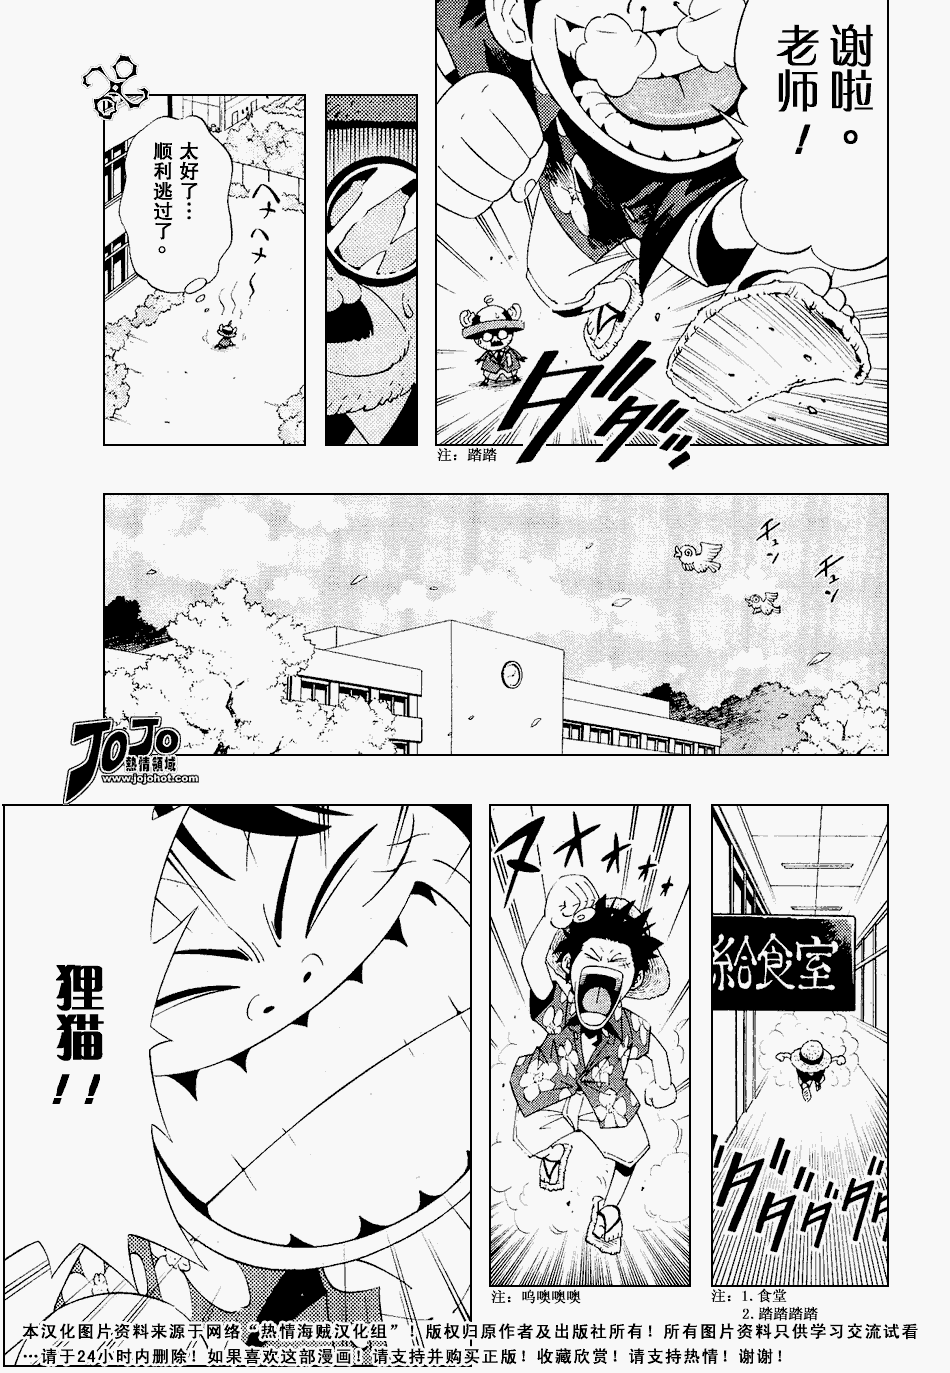 谢啦。
老师！
ダダダッ
注：踏踏
太好了…
顺利逃过了。
ヘナ
ヘナ
チュン
チュン
JOJO
熱情領域
www.jojohot.com
給食室
ダダダダ
注：1.食堂
2.踏踏踏踏
注：呜噢噢噢
狸猫！！
本汉化图片资料来源于网络“热情海贼汉化组”！版权归原作者及出版社所有！所有图片资料只供学习交流试看
…请于24小时内删除！如果喜欢这部漫画！请支持并购买正版！收藏欣赏！请支持热情！谢谢！